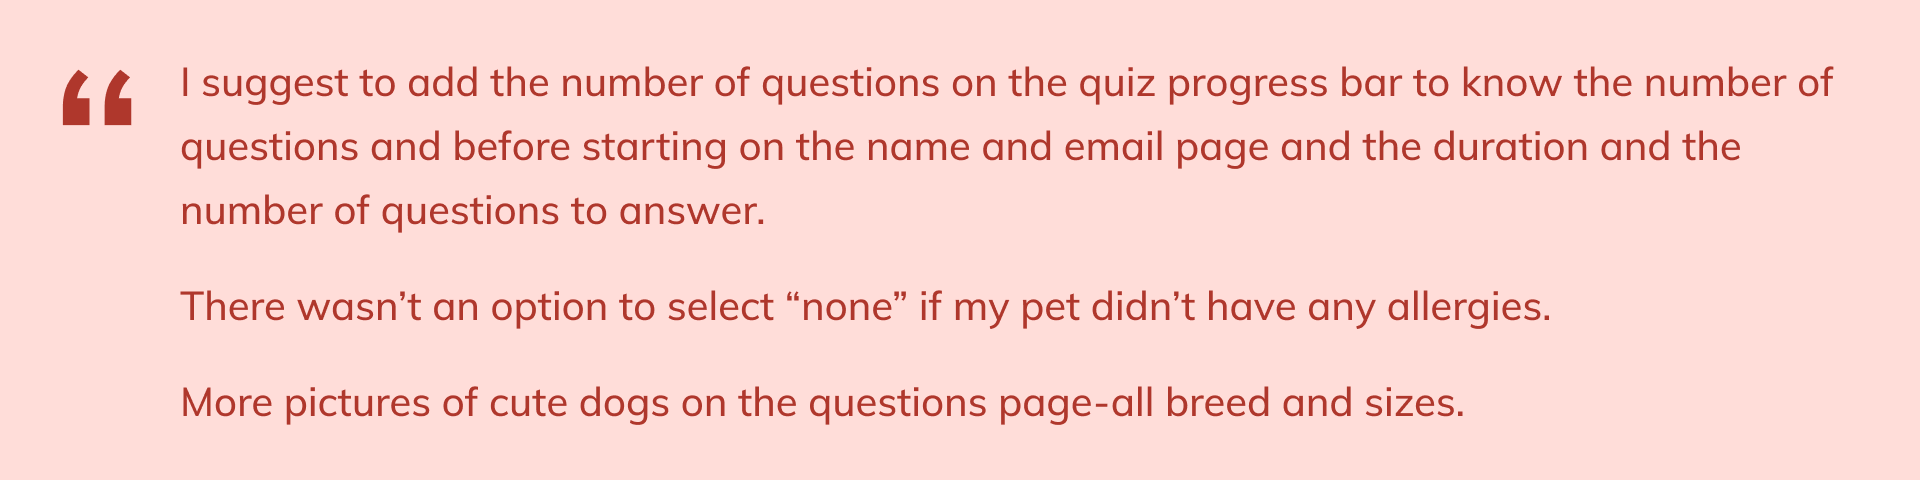 “
I suggest to add the number of questions on the quiz progress bar to know the number of
questions and before starting on the name and email page and the duration and the
number of questions to answer.
There wasn’t an option to select “none” if my pet didn’t have any allergies.
More pictures of cute dogs on the questions page-all breed and sizes.